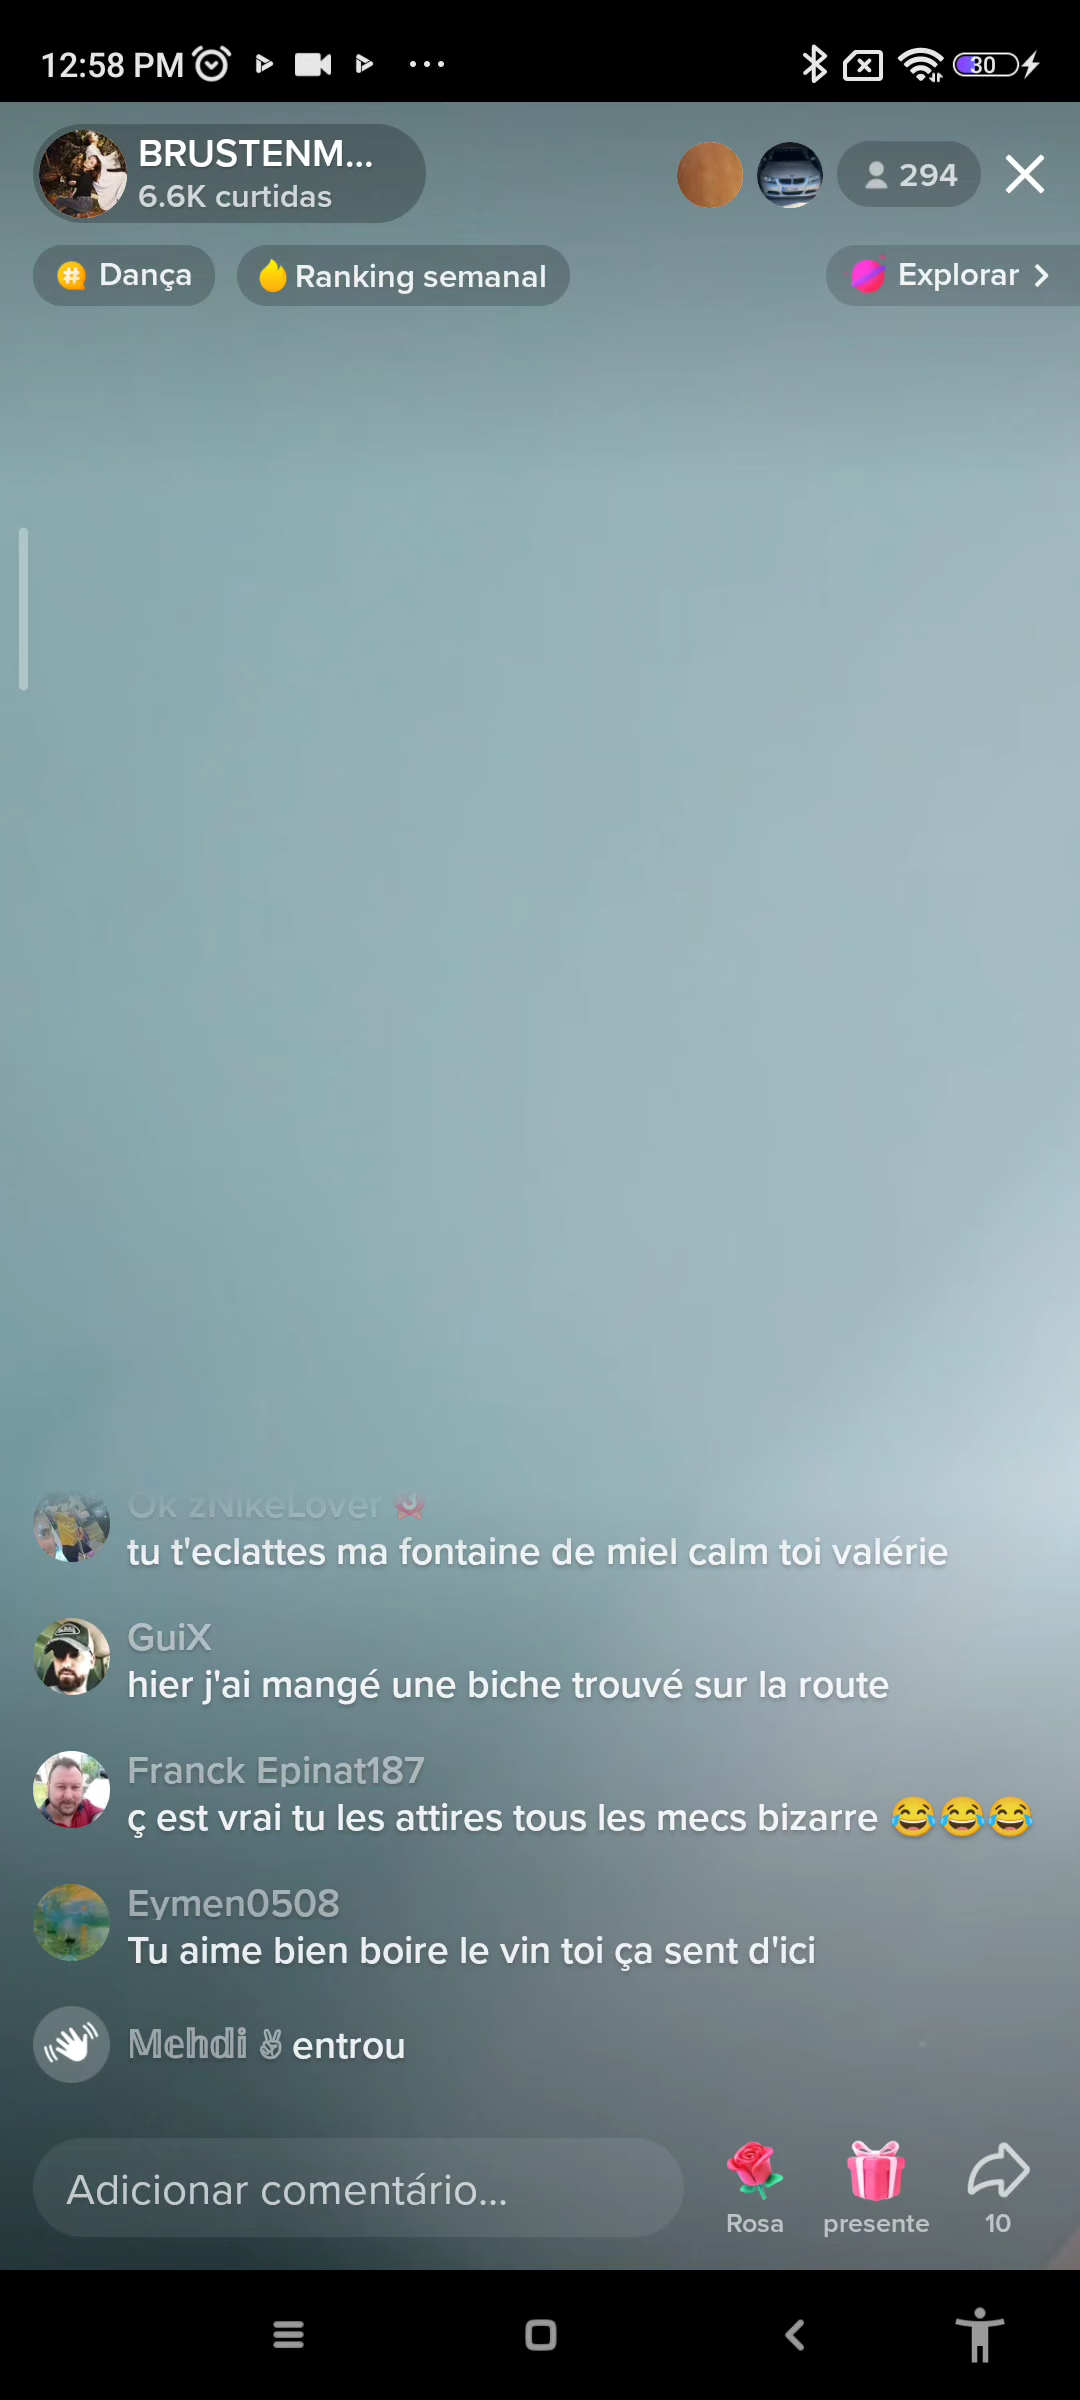 12:58 PM
30
BRUSTENM...
6.6K curtidas
294
Dança
Ranking semanal
Explorar
Ok zNikeLover 3
tu t'eclattes ma fontaine de miel calm toi valérie
GuiX
hier j'ai mangé une biche trouvé sur la route
Franck Epinat187
ç est vrai tu les attires tous les mecs bizarre 😂😂😂
Eymen0508
Tu aime bien boire le vin toi ça sent d'ici
𝕄𝕖𝕙𝕕𝕚 ✌ entrou
Adicionar comentário...
Rosa
presente
10